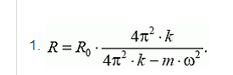 1. R = R₀ · (4π² · k) / (4π² · k − m · ω²).